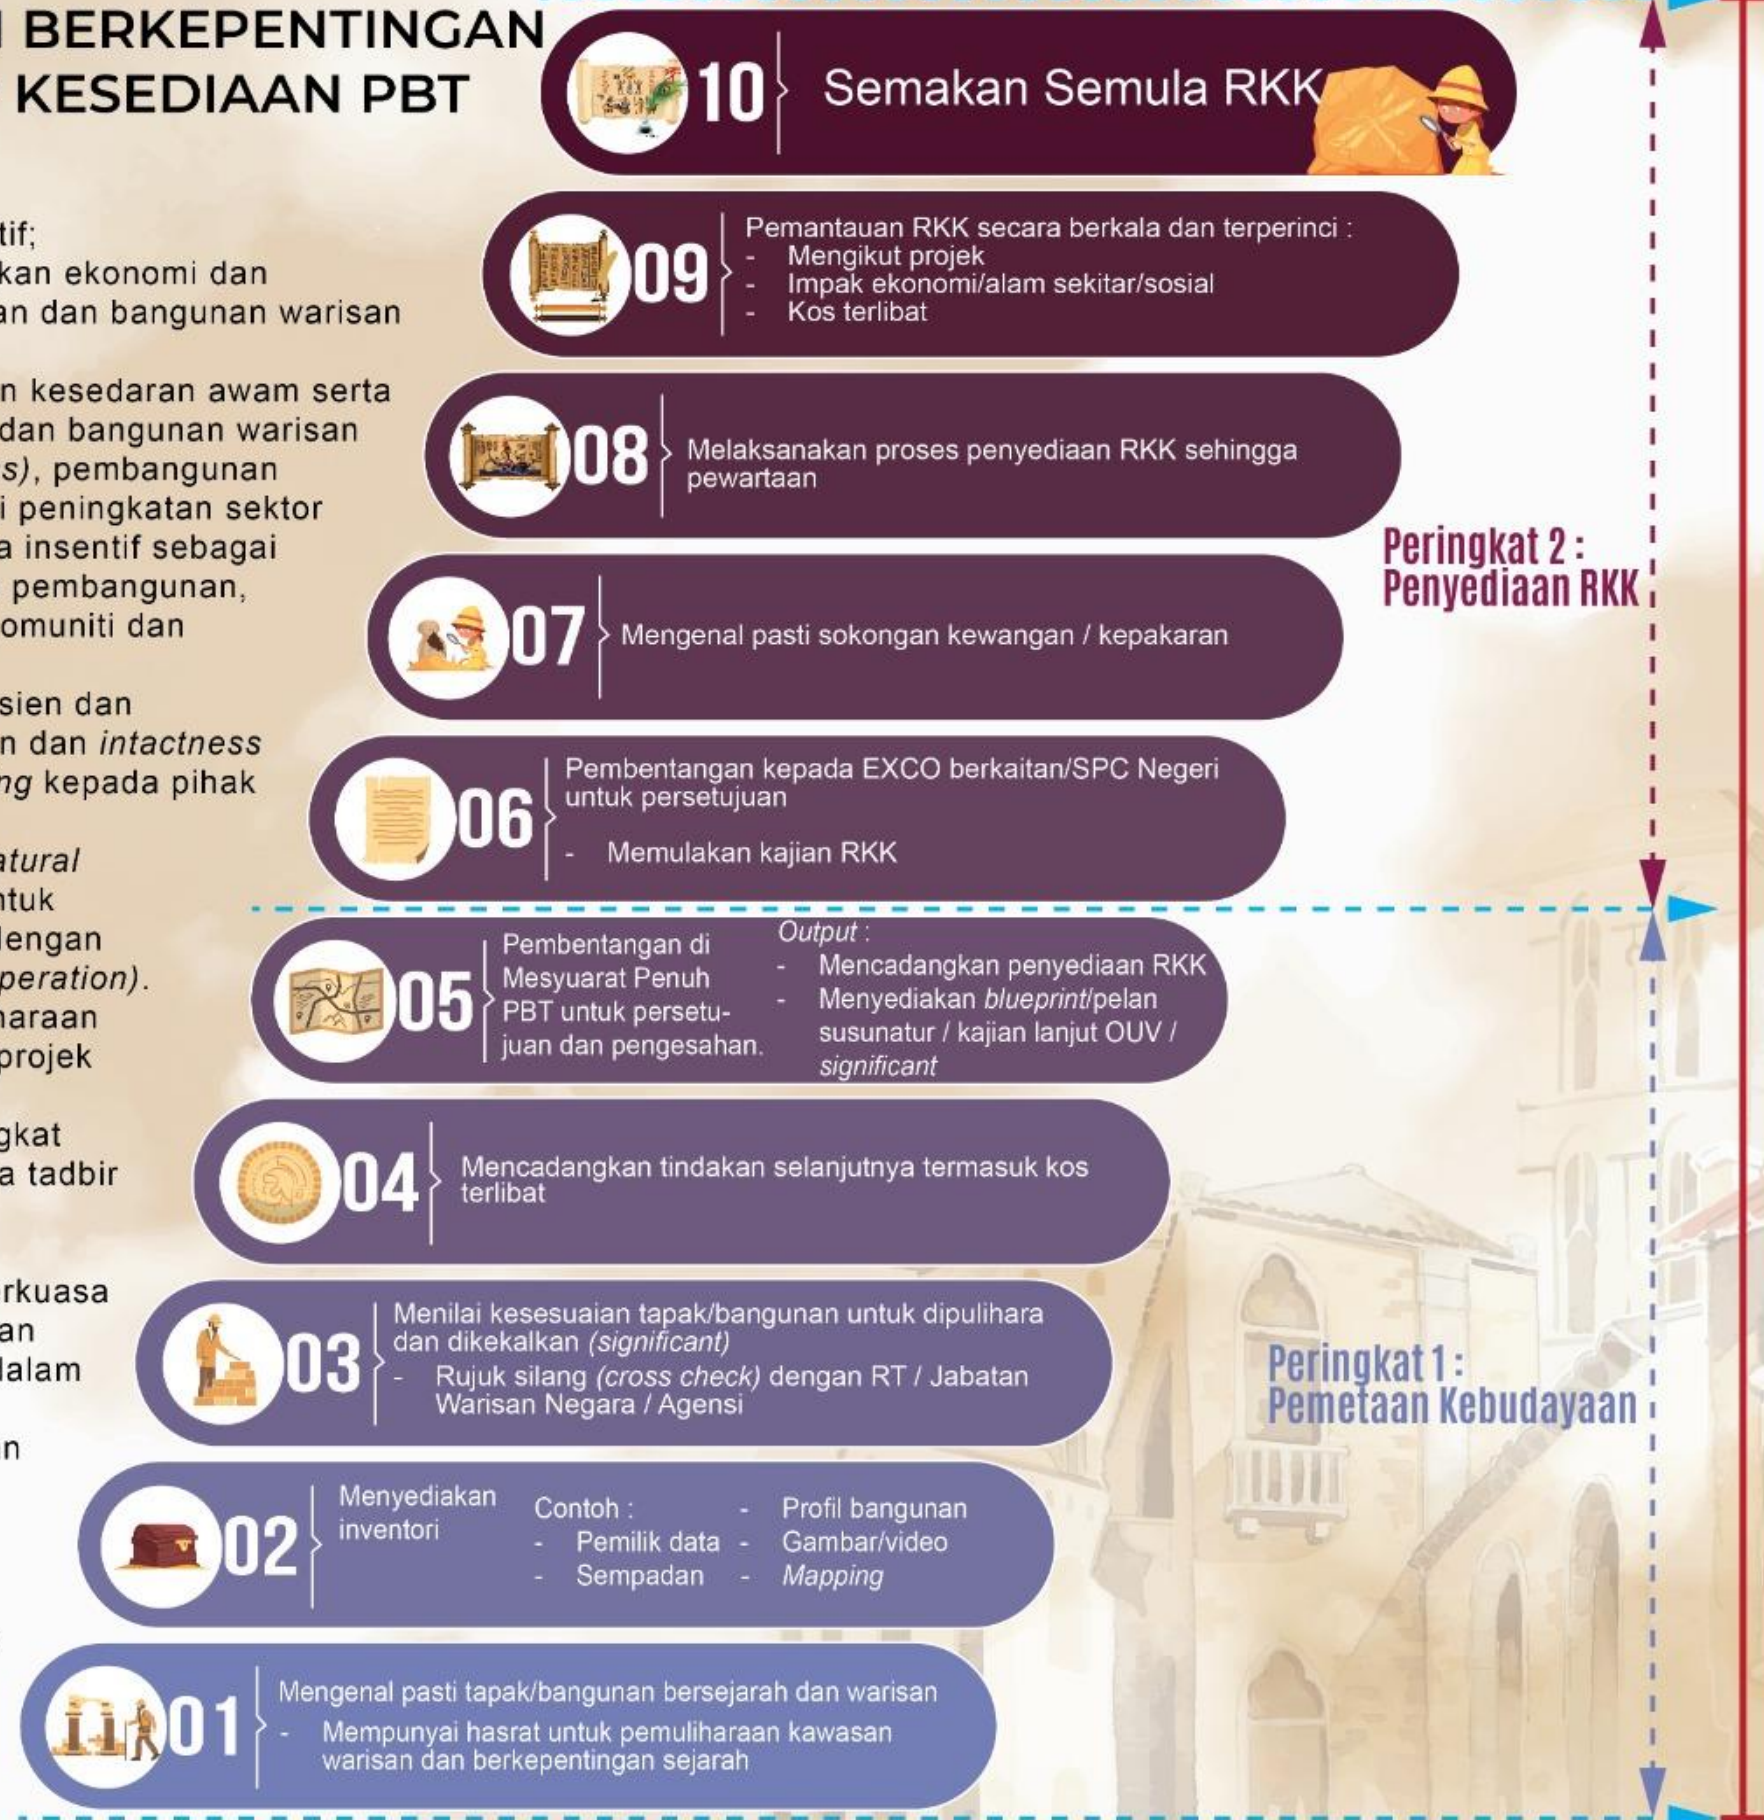 BERKEPENTINGAN
KESEDIAAN PBT
tif;
kan ekonomi dan
an dan bangunan warisan
n kesedaran awam serta
dan bangunan warisan
s), pembangunan
i peningkatan sektor
a insentif sebagai
pembangunan,
omuniti dan
sien dan
n dan intactness
ng kepada pihak
atural
ntuk
dengan
peration).
haraan
projek
gkat
a tadbir
rkuasa
an
dalam
n
10
Semakan Semula RKK
09
Pemantauan RKK secara berkala dan terperinci :
- Mengikut projek
- Impak ekonomi/alam sekitar/sosial
- Kos terlibat
08
Melaksanakan proses penyediaan RKK sehingga
pewartaan
07
Mengenal pasti sokongan kewangan / kepakaran
06
Pembentangan kepada EXCO berkaitan/SPC Negeri
untuk persetujuan
- Memulakan kajian RKK
Peringkat 2 :
Penyediaan RKK
05
Pembentangan di
Mesyuarat Penuh
PBT untuk persetu-
juan dan pengesahan.
Output :
- Mencadangkan penyediaan RKK
- Menyediakan blueprint/pelan
susunatur / kajian lanjut OUV /
significant
04
Mencadangkan tindakan selanjutnya termasuk kos
terlibat
03
Menilai kesesuaian tapak/bangunan untuk dipulihara
dan dikekalkan (significant)
- Rujuk silang (cross check) dengan RT / Jabatan
Warisan Negara / Agensi
02
Menyediakan
inventori
Contoh :
- Pemilik data
- Sempadan
- Profil bangunan
- Gambar/video
- Mapping
01
Mengenal pasti tapak/bangunan bersejarah dan warisan
- Mempunyai hasrat untuk pemuliharaan kawasan
warisan dan berkepentingan sejarah
Peringkat 1 :
Pemetaan Kebudayaan